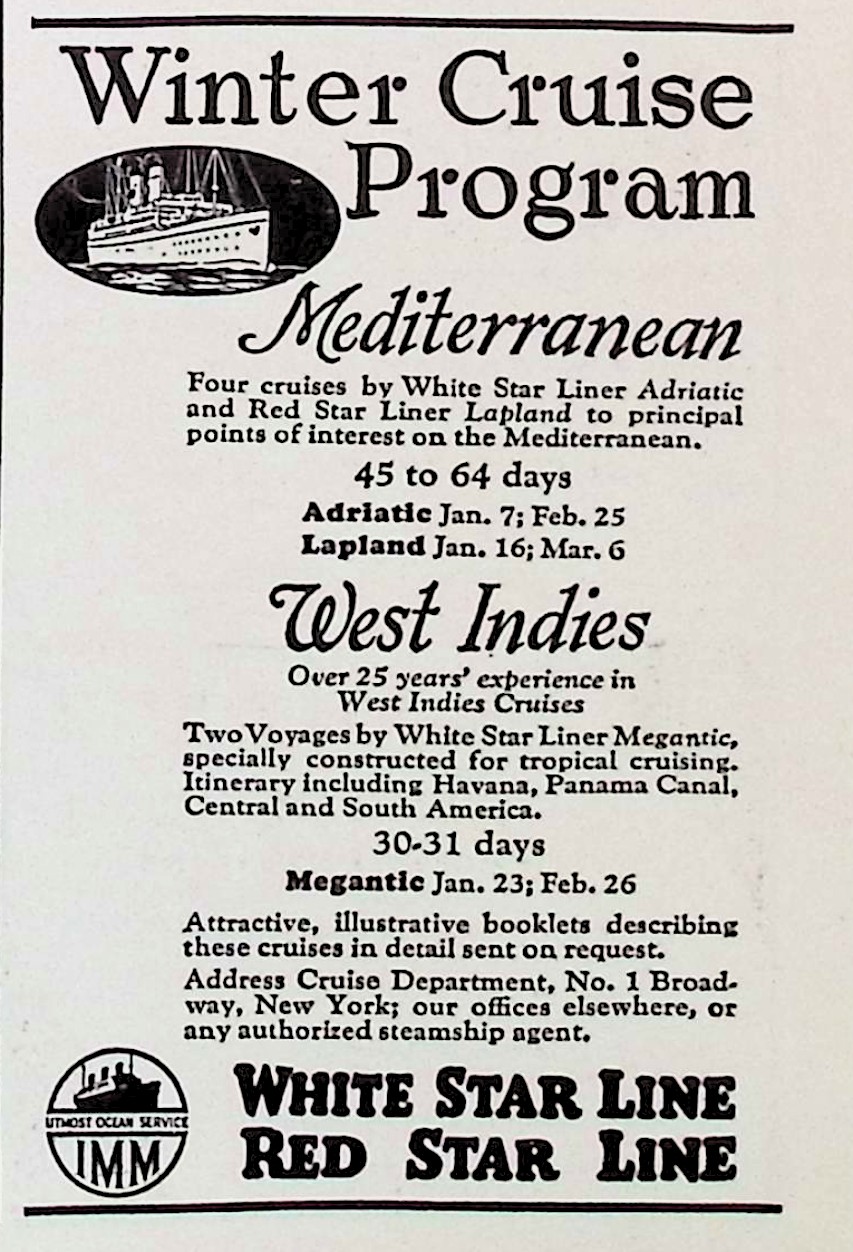 Winter Cruise
Program
Mediterranean
Four cruises by White Star Liner Adriatic
and Red Star Liner Lapland to principal
points of interest on the Mediterranean.
45 to 64 days
Adriatic Jan. 7; Feb. 25
Lapland Jan. 16; Mar. 6
West Indies
Over 25 years' experience in
West Indies Cruises
Two Voyages by White Star Liner Megantic,
specially constructed for tropical cruising.
Itinerary including Havana, Panama Canal,
Central and South America.
30-31 days
Megantic Jan. 23; Feb. 26
Attractive, illustrative booklets describing
these cruises in detail sent on request.
Address Cruise Department, No. 1 Broad-
way, New York; our offices elsewhere, or
any authorized steamship agent.
UTMOST OCEAN SERVICE
IMM
WHITE STAR LINE
RED STAR LINE